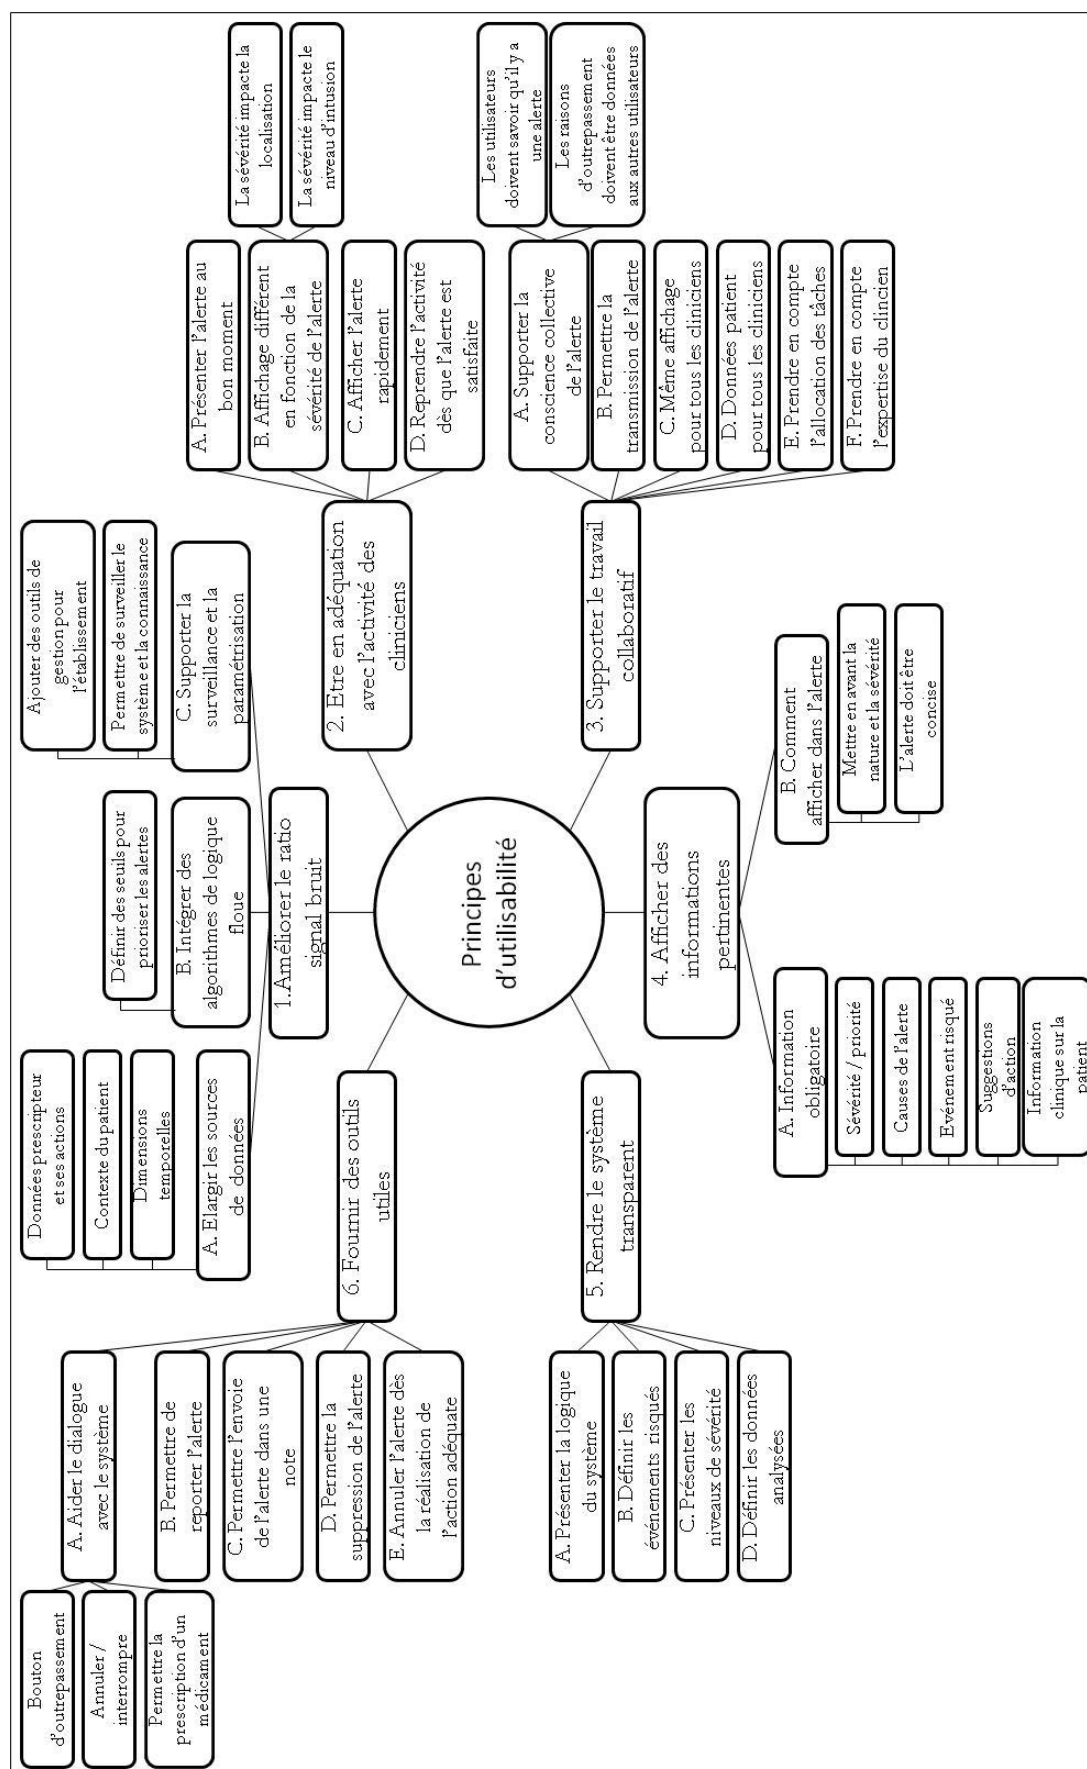 Principes
d'utilisabilité
1.Améliorer le ratio
signal bruit
A. Elargir les sources
de données
Données prescripteur
et ses actions
Contexte du patient
Dimensions
temporelles
B. Intégrer des
algorithmes de logique
floue
Définir des seuils pour
prioriser les alertes
C. Supporter la
surveillance et la
paramétrisation
Ajouter des outils de
gestion pour
l'établissement
Permettre de surveiller le
système et la connaissance
2. Etre en adéquation
avec l'activité des
cliniciens
A. Présenter l'alerte au
bon moment
B. Affichage différent
en fonction de la
séverité de l'alerte
La sévérité impacte la
localisation
La sévérité impacte le
niveau d'intusion
C. Afficher l'alerte
rapidement
D. Reprendre l'activité
dès que l'alerte est
satisfaite
3. Supporter le travail
collaboratif
A. Supporter la
conscience collective
de l'alerte
Les utilisateurs
doivent savoir qu'il y a
une alerte
Les raisons
d'outrepassement
doivent être données
aux autres utilisateurs
B. Permettre la
transmission de l'alerte
C. Même affichage
pour tous les cliniciens
D. Données patient
pour tous les cliniciens
E. Prendre en compte
l'allocation des tâches
F. Prendre en compte
l'expertise du clincien
4. Afficher des
informations
pertinentes
A. Information
obligatoire
Sévérité / priorité
Causes de l'alerte
Evénement risqué
Suggestions
d'action
Information
clinique sur la
patient
B. Comment
afficher dans l'alerte
Mettre en avant la
nature et la sévérité
L'alerte doit être
concise
5. Rendre le système
transparent
A. Présenter la logique
du système
B. Définir les
événements risqués
C. Présenter les
niveaux de sévérité
D. Définir les données
analysées
6. Fournir des outils
utiles
A. Aider le dialogue
avec le système
Bouton
d'outrepassement
Annuler /
interrompre
Permettre la
prescription d'un
médicament
B. Permettre de
reporter l'alerte
C. Permettre l'envoie
de l'alerte dans une
note
D. Permettre la
suppression de l'alerte
E. Annuler l'alerte dès
la réalisation de
l'action adéquate